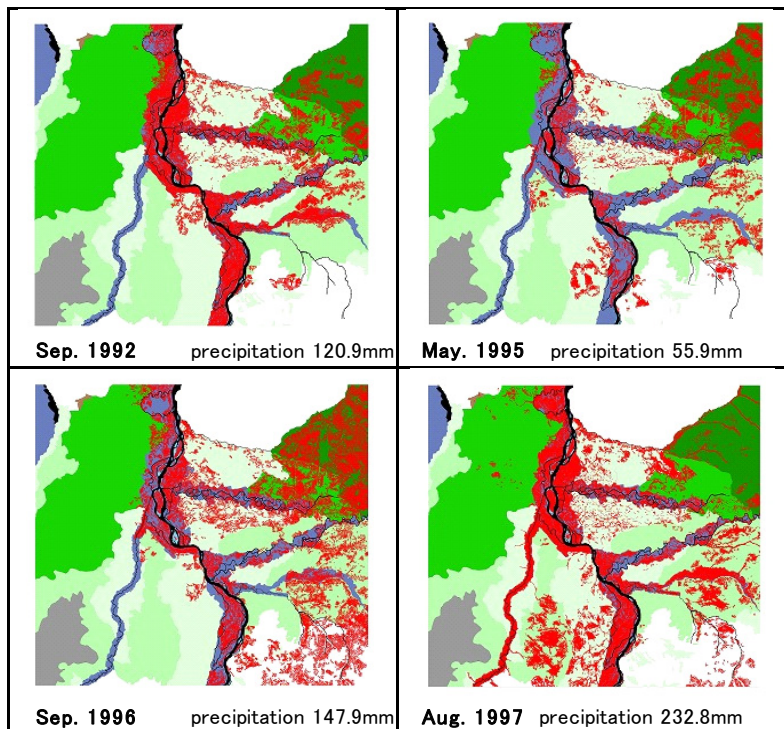 Sep. 1992 precipitation 120.9mm
May. 1995 precipitation 55.9mm
Sep. 1996 precipitation 147.9mm
Aug. 1997 precipitation 232.8mm